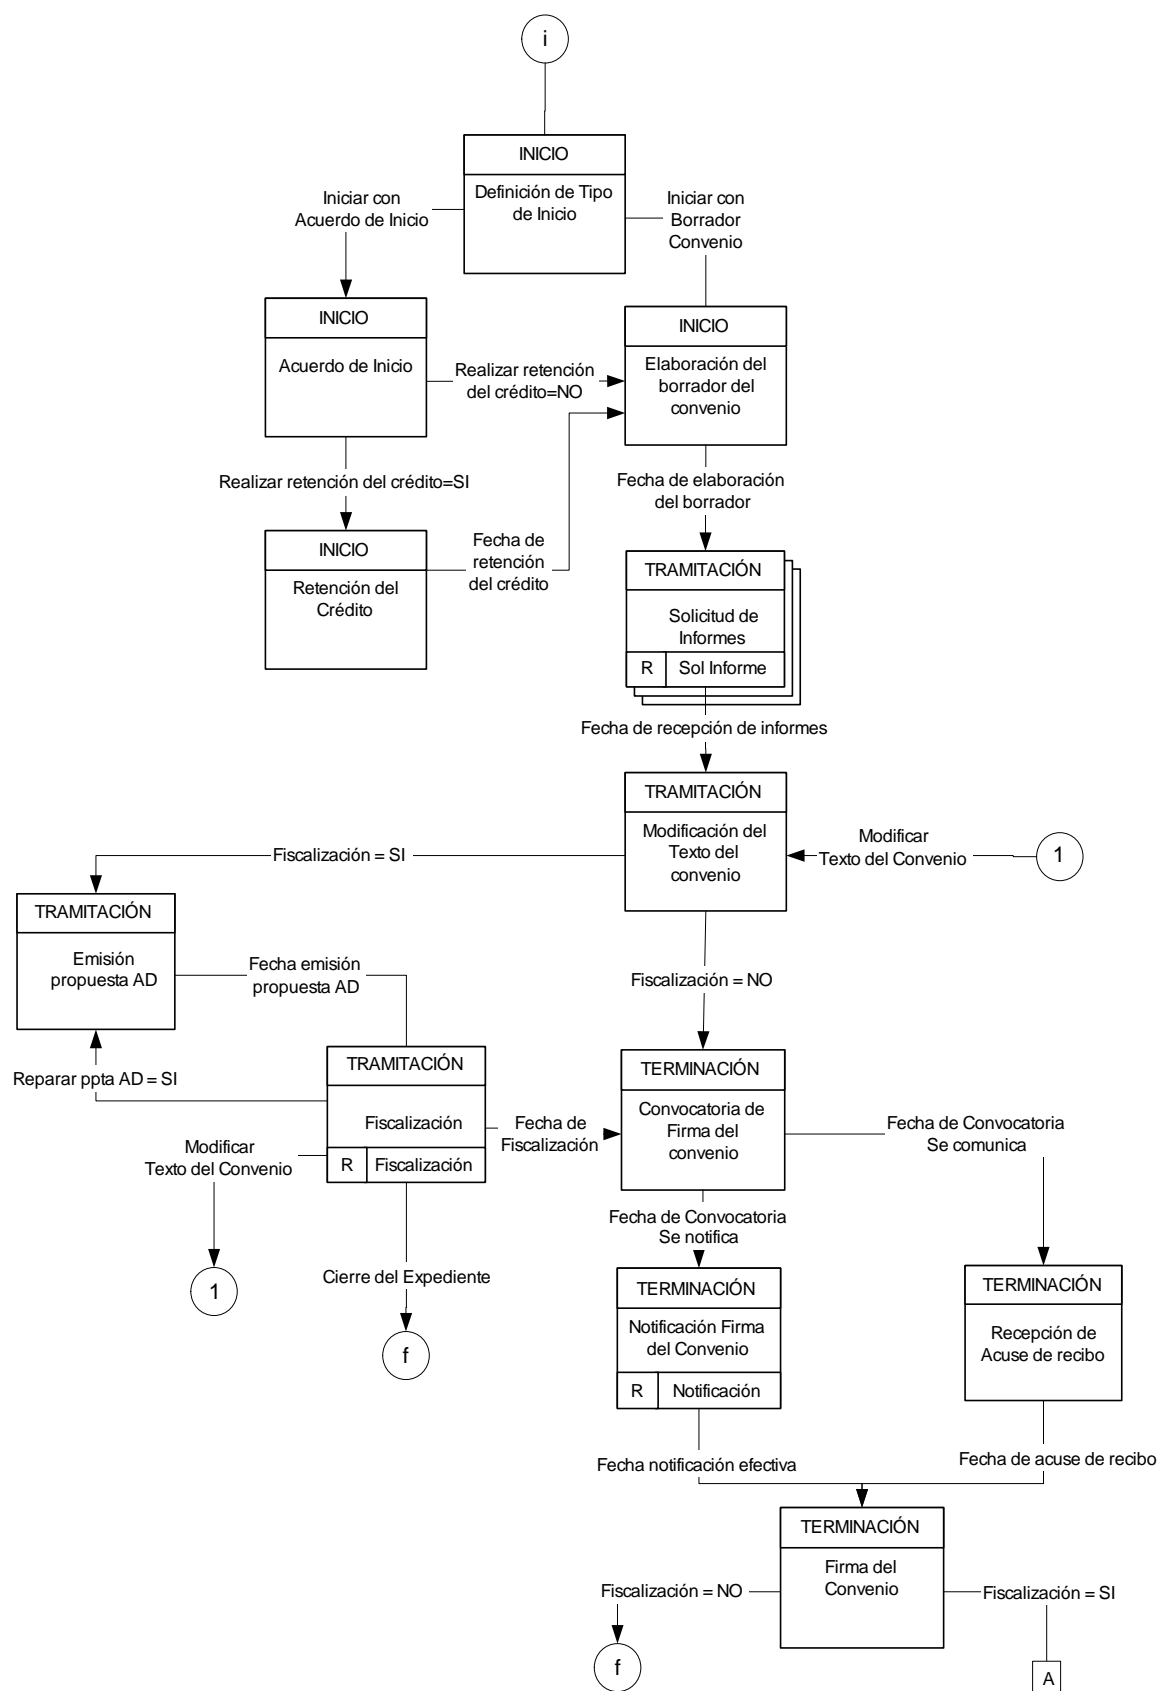 i
INICIO
Definición de Tipo
de Inicio
Iniciar con
Acuerdo de Inicio
Iniciar con
Borrador
Convenio
INICIO
Acuerdo de Inicio
Realizar retención
del crédito=NO
INICIO
Elaboración del
borrador del
convenio
Realizar retención del crédito=SI
Fecha de elaboración
del borrador
INICIO
Retención del
Crédito
Fecha de
retención
del crédito
TRAMITACIÓN
Solicitud de
Informes
R
Sol Informe
Fecha de recepción de informes
TRAMITACIÓN
Modificación del
Texto del
convenio
Modificar
Texto del Convenio
1
Fiscalización = SI
TRAMITACIÓN
Emisión
propuesta AD
Fecha emisión
propuesta AD
Fiscalización = NO
Reparar ppta AD = SI
TRAMITACIÓN
Fiscalización
R
Fiscalización
Fecha de
Fiscalización
TERMINACIÓN
Convocatoria de
Firma del
convenio
Fecha de Convocatoria
Se comunica
Modificar
Texto del Convenio
1
Cierre del Expediente
f
Fecha de Convocatoria
Se notifica
TERMINACIÓN
Notificación Firma
del Convenio
R
Notificación
TERMINACIÓN
Recepción de
Acuse de recibo
Fecha notificación efectiva
Fecha de acuse de recibo
TERMINACIÓN
Firma del
Convenio
Fiscalización = NO
Fiscalización = SI
f
A